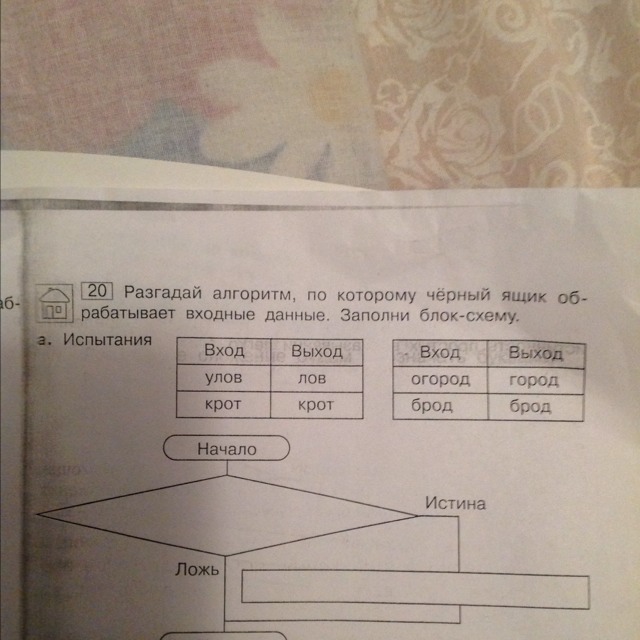 аб-
20 Разгадай алгоритм, по которому чёрный ящик об-
рабатывает входные данные. Заполни блок-схему.
а. Испытания
Вход Выход
улов лов
крот крот
Вход Выход
огород город
брод брод
Начало
Истина
Ложь